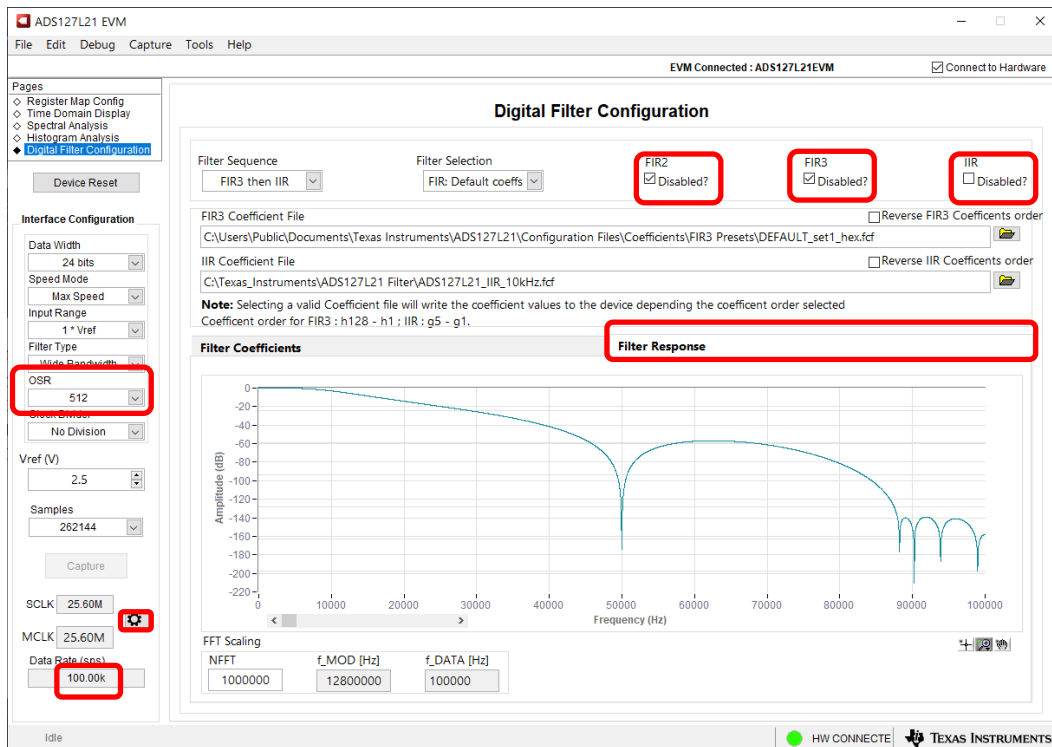 ADS127L21 EVM
File Edit Debug Capture Tools Help
EVM Connected : ADS127L21EVM
Connect to Hardware
Pages
Register Map Config
Time Domain Display
Spectral Analysis
Histogram Analysis
Digital Filter Configuration
Device Reset
Interface Configuration
Data Width
24 bits
Speed Mode
Max Speed
Input Range
1 * Vref
Filter Type
Wide Bandwidth
OSR
512
Clock Divider
No Division
Vref (V)
2.5
Samples
262144
Capture
SCLK 25.60M
MCLK 25.60M
Data Rate (sps)
100.00k
Digital Filter Configuration
Filter Sequence
FIR3 then IIR
Filter Selection
FIR: Default coeffs
FIR2
Disabled?
FIR3
Disabled?
IIR
Disabled?
FIR3 Coefficient File
Reverse FIR3 Coefficents order
C:\Users\Public\Documents\Texas Instruments\ADS127L21\Configuration Files\Coefficients\FIR3 Presets\DEFAULT_set1_hex.fcf
IIR Coefficient File
Reverse IIR Coefficents order
C:\Texas_Instruments\ADS127L21 Filter\ADS127L21_IIR_10kHz.fcf
Note: Selecting a valid Coefficient file will write the coefficient values to the device depending the coefficent order selected
Coefficent order for FIR3 : h128 - h1 ; IIR : g5 - g1.
Filter Coefficients
Filter Response
Amplitude (dB)
0
-20
-40
-60
-80
-100
-120
-140
-160
-180
-200
-220
0 10000 20000 30000 40000 50000 60000 70000 80000 90000 100000
Frequency (Hz)
FFT Scaling
NFFT f_MOD [Hz] f_DATA [Hz]
1000000 12800000 100000
Idle
HW CONNECTE
TEXAS INSTRUMENTS